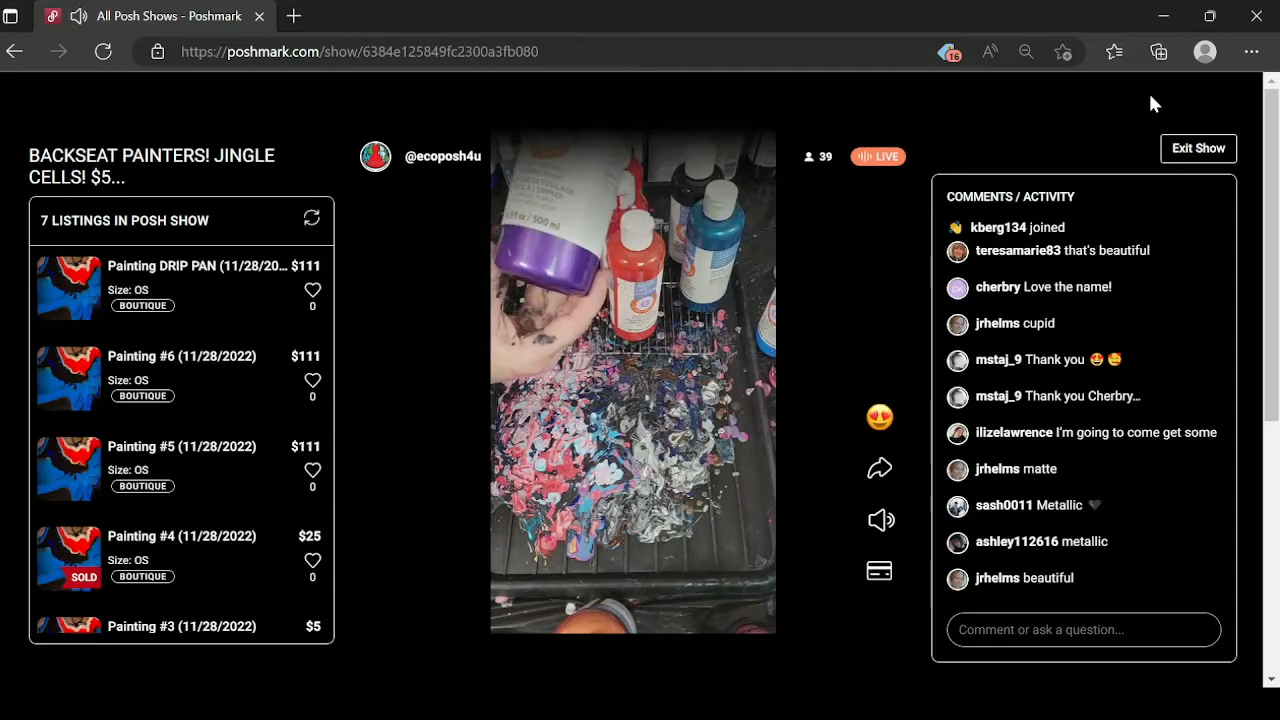 All Posh Shows - Poshmark
https://poshmark.com/show/6384e125849fc2300a3fb080
16
BACKSEAT PAINTERS! JINGLE
CELLS! $5...
7 LISTINGS IN POSH SHOW
Painting DRIP PAN (11/28/20... $111
Size: OS
BOUTIQUE
0
Painting #6 (11/28/2022) $111
Size: OS
BOUTIQUE
0
Painting #5 (11/28/2022) $111
Size: OS
BOUTIQUE
0
Painting #4 (11/28/2022) $25
Size: OS
BOUTIQUE
SOLD
0
Painting #3 (11/28/2022) $5
@ecoposh4u
500 ml
39
LIVE
Exit Show
COMMENTS / ACTIVITY
👋 kberg134 joined
teresamarie83 that's beautiful
CK
cherbry Love the name!
jrhelms cupid
mstaj_9 Thank you 😍 🥰
mstaj_9 Thank you Cherbry...
ilizelawrence I'm going to come get some
jrhelms matte
sash0011 Metallic 🖤
ashley112616 metallic
jrhelms beautiful
Comment or ask a question...